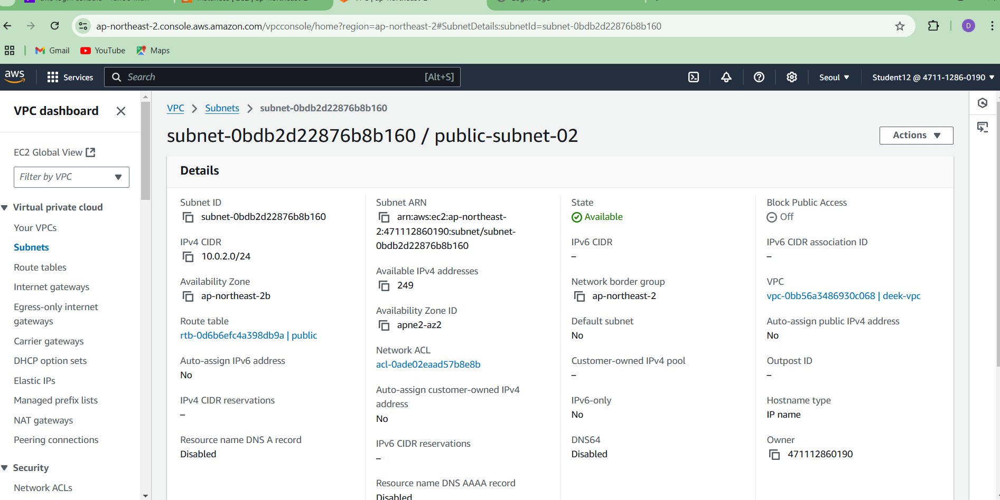 ap-northeast-2.console.aws.amazon.com/vpcconsole/home?region=ap-northeast-2#SubnetDetails:subnetId=subnet-0bdb2d22876b8b160
D
Gmail
YouTube
Maps
aws
Services
Search
[Alt+S]
Seoul
Student12 @ 4711-1286-0190
VPC dashboard
EC2 Global View
Filter by VPC
Virtual private cloud
Your VPCs
Subnets
Route tables
Internet gateways
Egress-only internet
gateways
Carrier gateways
DHCP option sets
Elastic IPs
Managed prefix lists
NAT gateways
Peering connections
Security
Network ACLs
VPC > Subnets > subnet-0bdb2d22876b8b160
subnet-0bdb2d22876b8b160 / public-subnet-02
Actions
Details
Subnet ID
subnet-0bdb2d22876b8b160
IPv4 CIDR
10.0.2.0/24
Availability Zone
ap-northeast-2b
Route table
rtb-0d6b6efc4a398db9a | public
Auto-assign IPv6 address
No
IPv4 CIDR reservations
–
Resource name DNS A record
Disabled
Subnet ARN
arn:aws:ec2:ap-northeast-
2:471112860190:subnet/subnet-
0bdb2d22876b8b160
Available IPv4 addresses
249
Availability Zone ID
apne2-az2
Network ACL
acl-0ade02eaad57b8e8b
Auto-assign customer-owned IPv4
address
No
IPv6 CIDR reservations
–
Resource name DNS AAAA record
Disabled
State
Available
IPv6 CIDR
–
Network border group
ap-northeast-2
Default subnet
No
Customer-owned IPv4 pool
–
IPv6-only
No
DNS64
Disabled
Block Public Access
Off
IPv6 CIDR association ID
–
VPC
vpc-0bb56a3486930c068 | deek-vpc
Auto-assign public IPv4 address
No
Outpost ID
–
Hostname type
IP name
Owner
471112860190